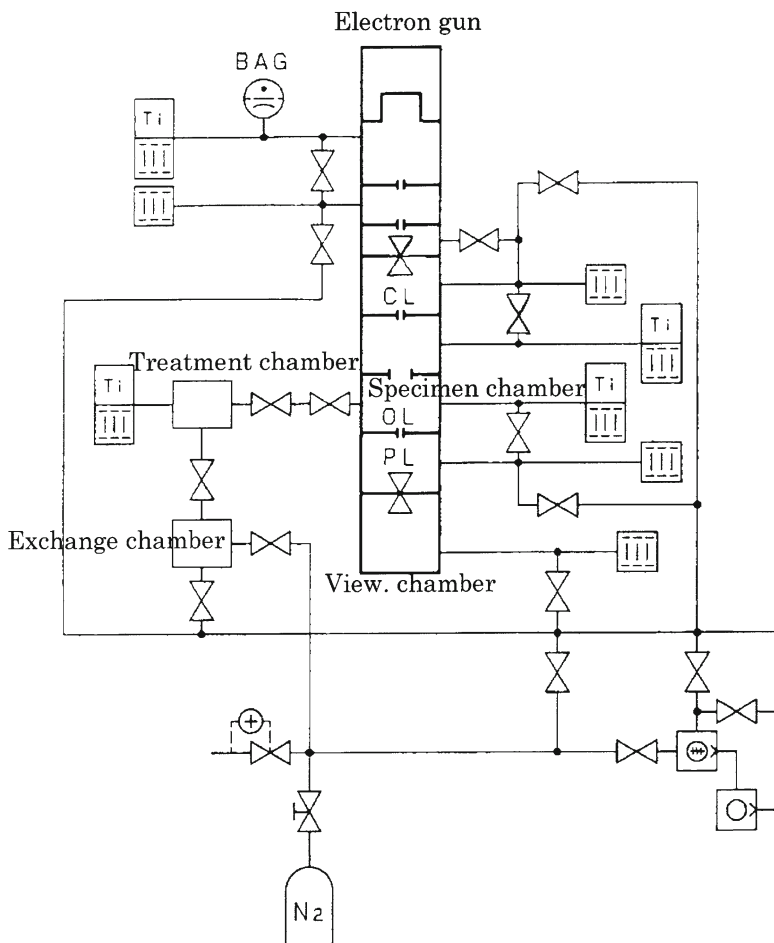 Electron gun
BAG
Ti
CL
Ti
Treatment chamber
Ti
Specimen chamber
Ti
OL
PL
Exchange chamber
View. chamber
N2